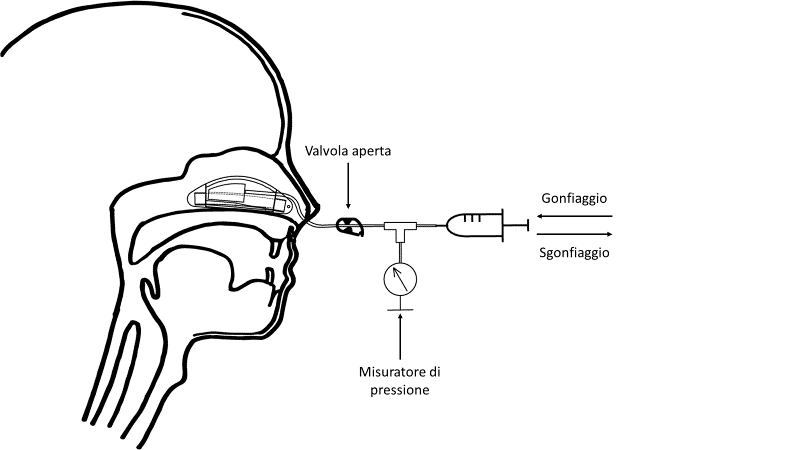 Valvola aperta
Gonfiaggio
Sgonfiaggio
Misuratore di
pressione